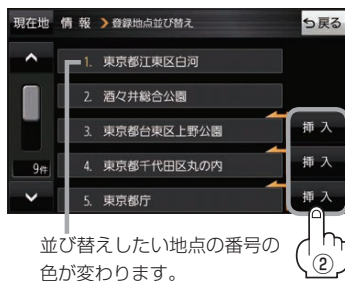 現在地 情 報 登録地点並び替え 戻る
1. 東京都江東区白河
2. 酒々井総合公園
3. 東京都台東区上野公園
挿 入
4. 東京都千代田区丸の内
挿 入
9件
5. 東京都庁
挿 入
並び替えしたい地点の番号の
色が変わります。
②